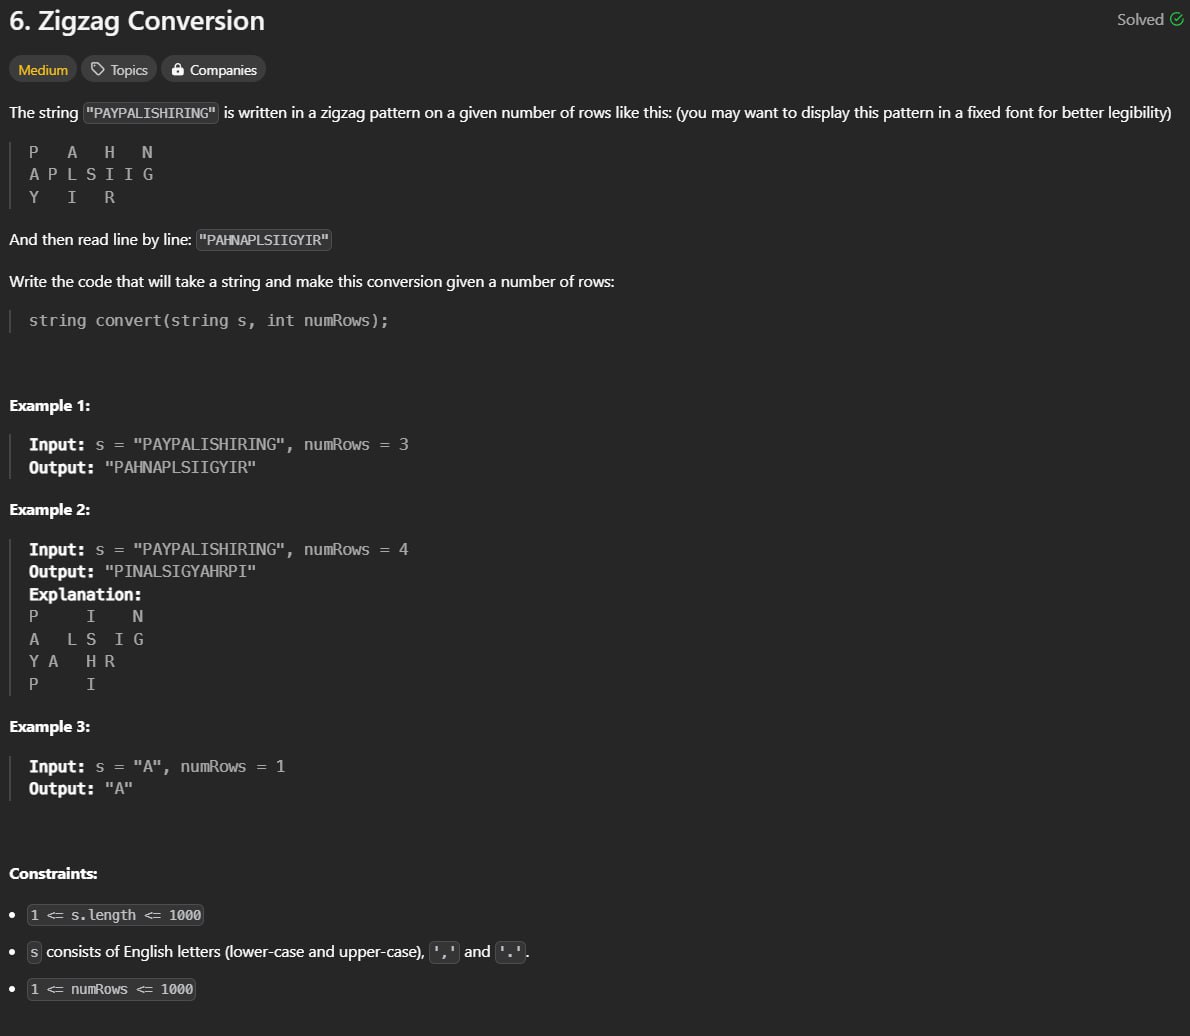 6. Zigzag Conversion
Solved
Medium Topics Companies
The string "PAYPALISHIRING" is written in a zigzag pattern on a given number of rows like this: (you may want to display this pattern in a fixed font for better legibility)
P   A   H   N
A P L S I I G
Y   I   R
And then read line by line: "PAHNAPLSIIGYIR"
Write the code that will take a string and make this conversion given a number of rows:
string convert(string s, int numRows);
Example 1:
Input: s = "PAYPALISHIRING", numRows = 3
Output: "PAHNAPLSIIGYIR"
Example 2:
Input: s = "PAYPALISHIRING", numRows = 4
Output: "PINALSIGYAHRPI"
Explanation:
P     I    N
A   L S  I G
Y A   H R
P     I
Example 3:
Input: s = "A", numRows = 1
Output: "A"
Constraints:
• 1 <= s.length <= 1000
• s consists of English letters (lower-case and upper-case), ',' and '.'.
• 1 <= numRows <= 1000